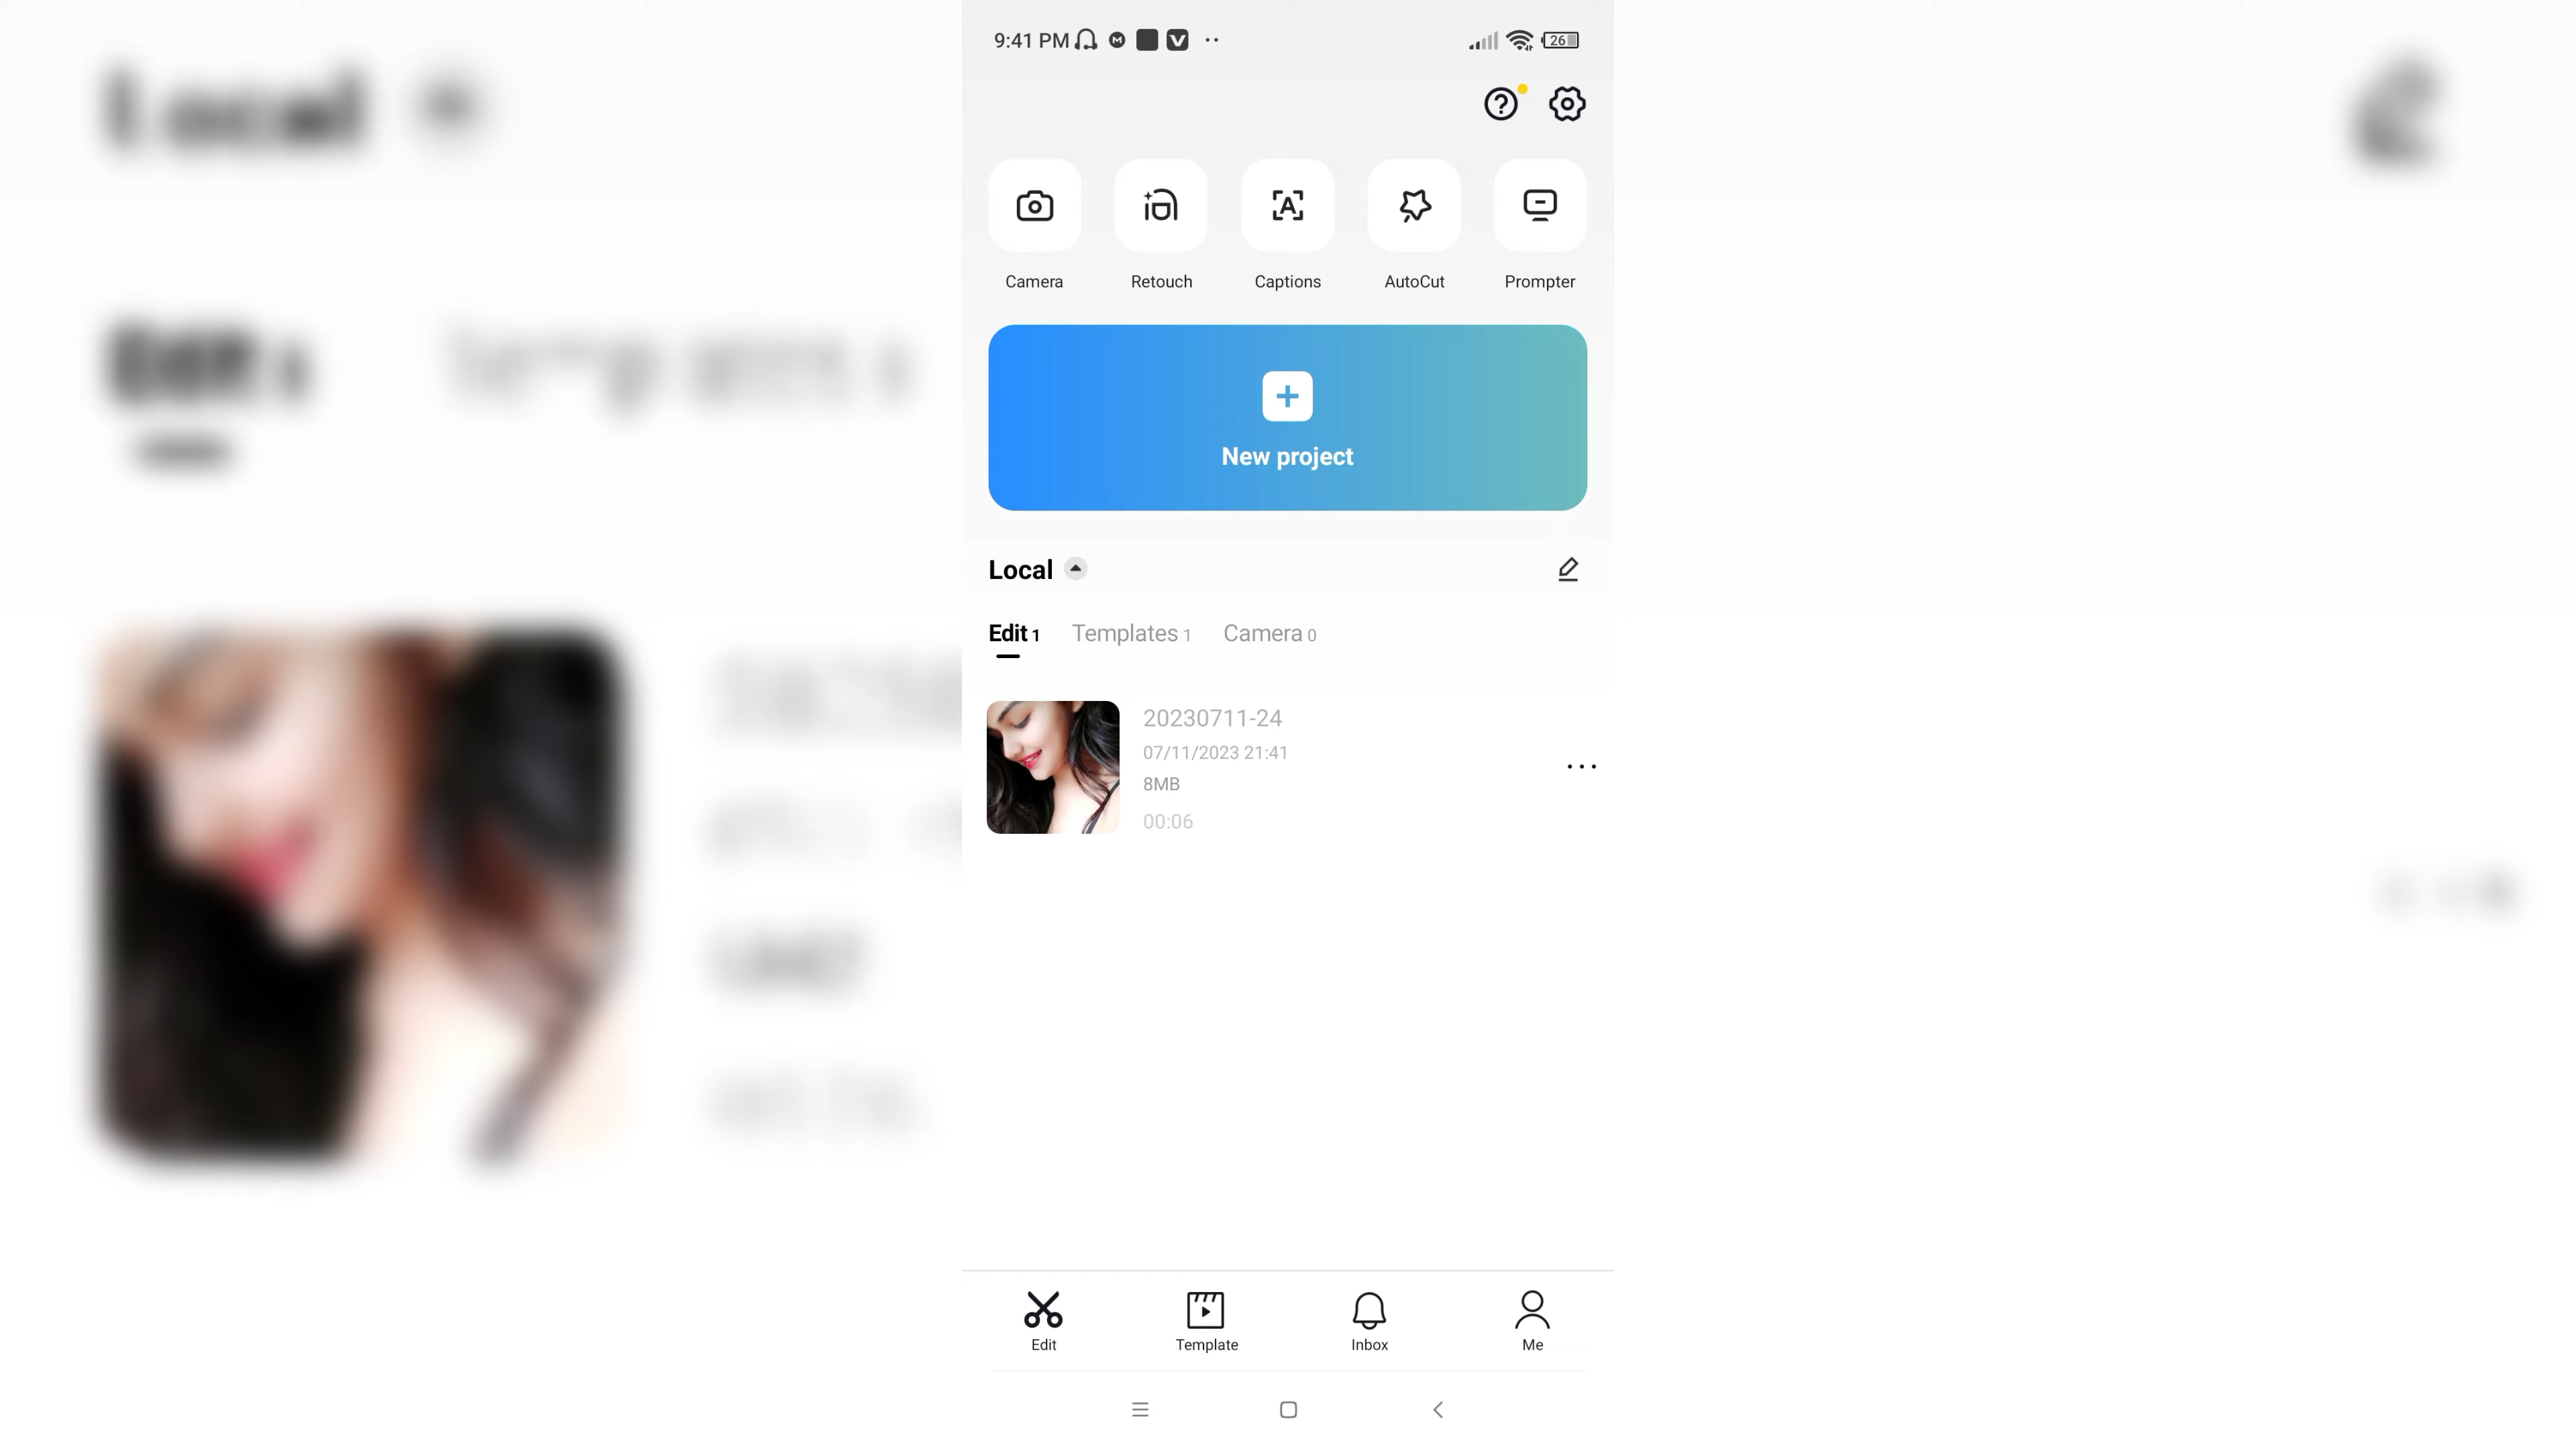 9:41 PM
26
Camera
Retouch
Captions
AutoCut
Prompter
New project
Local
Edit 1
Templates 1
Camera 0
20230711-24
07/11/2023 21:41
8MB
00:06
Edit
Template
Inbox
Me